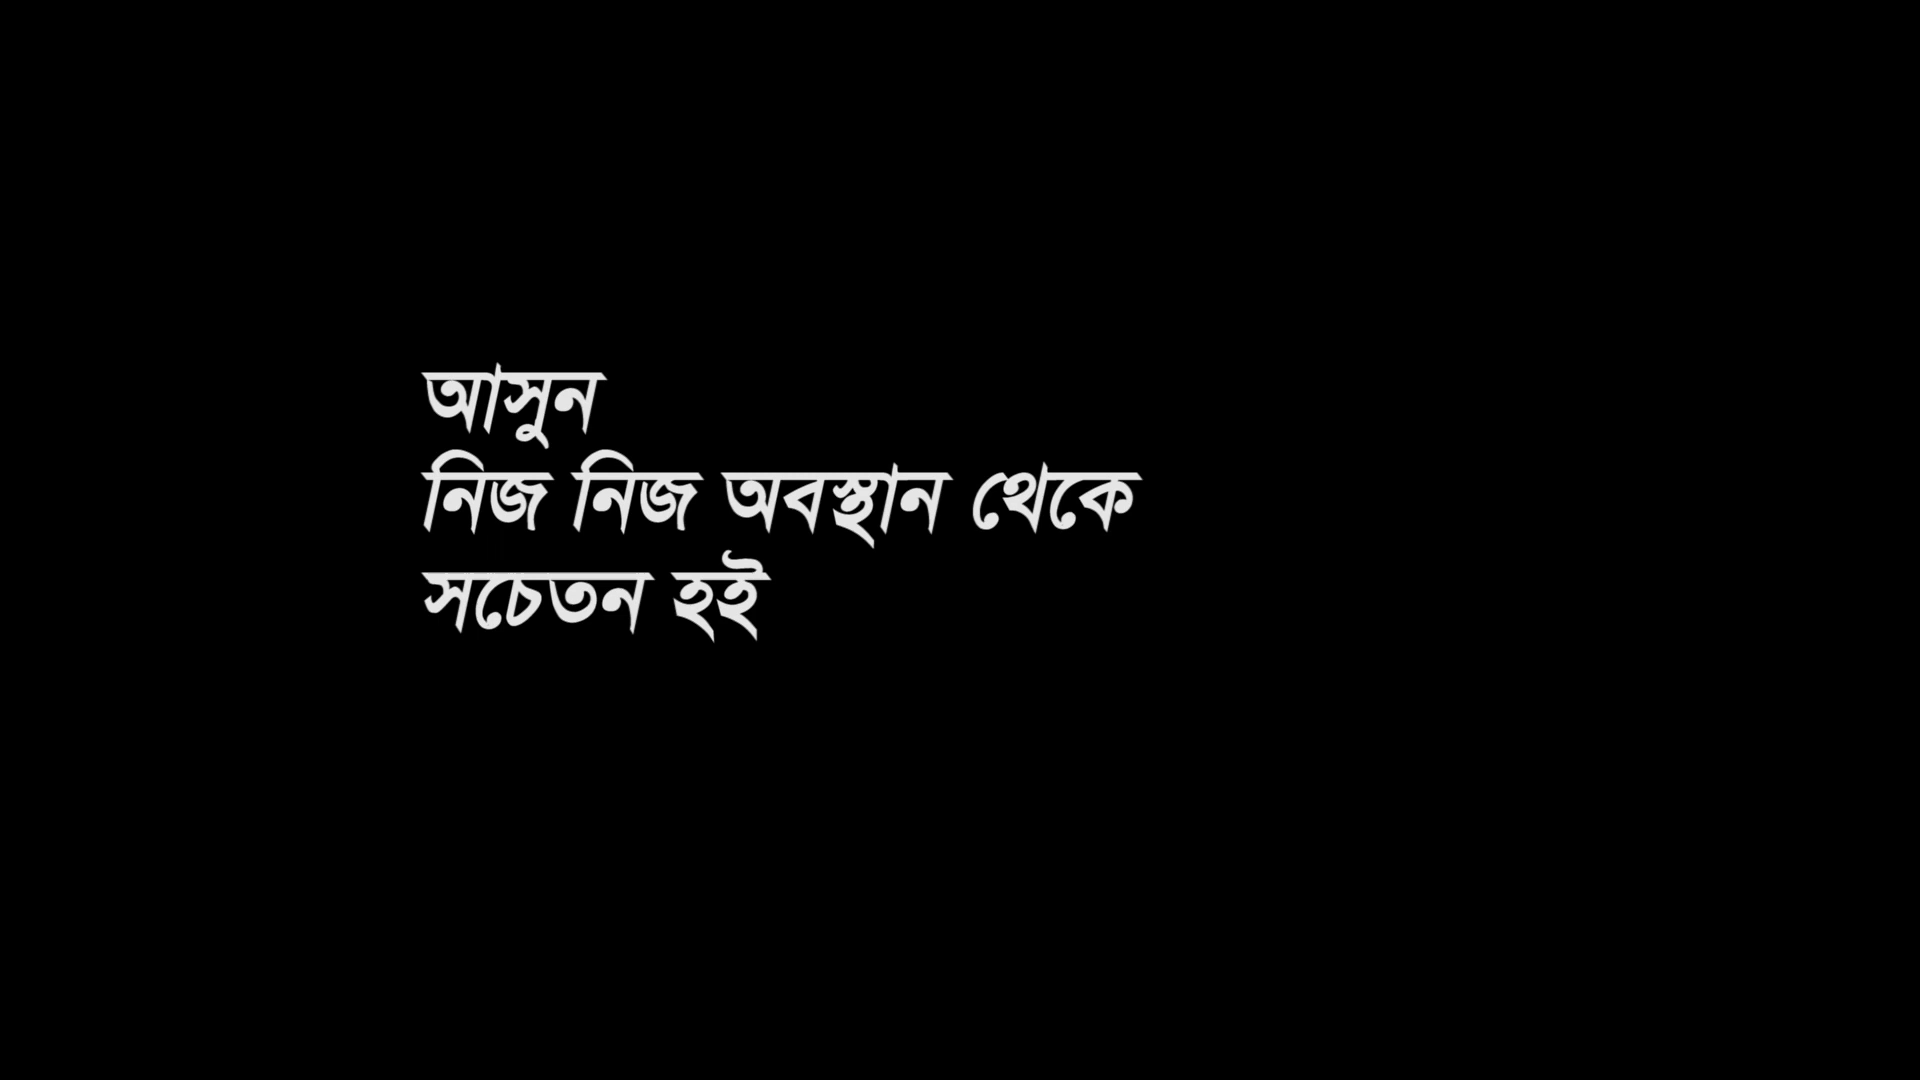 আসুন
নিজ নিজ অবস্থান থেকে
সচেতন হই